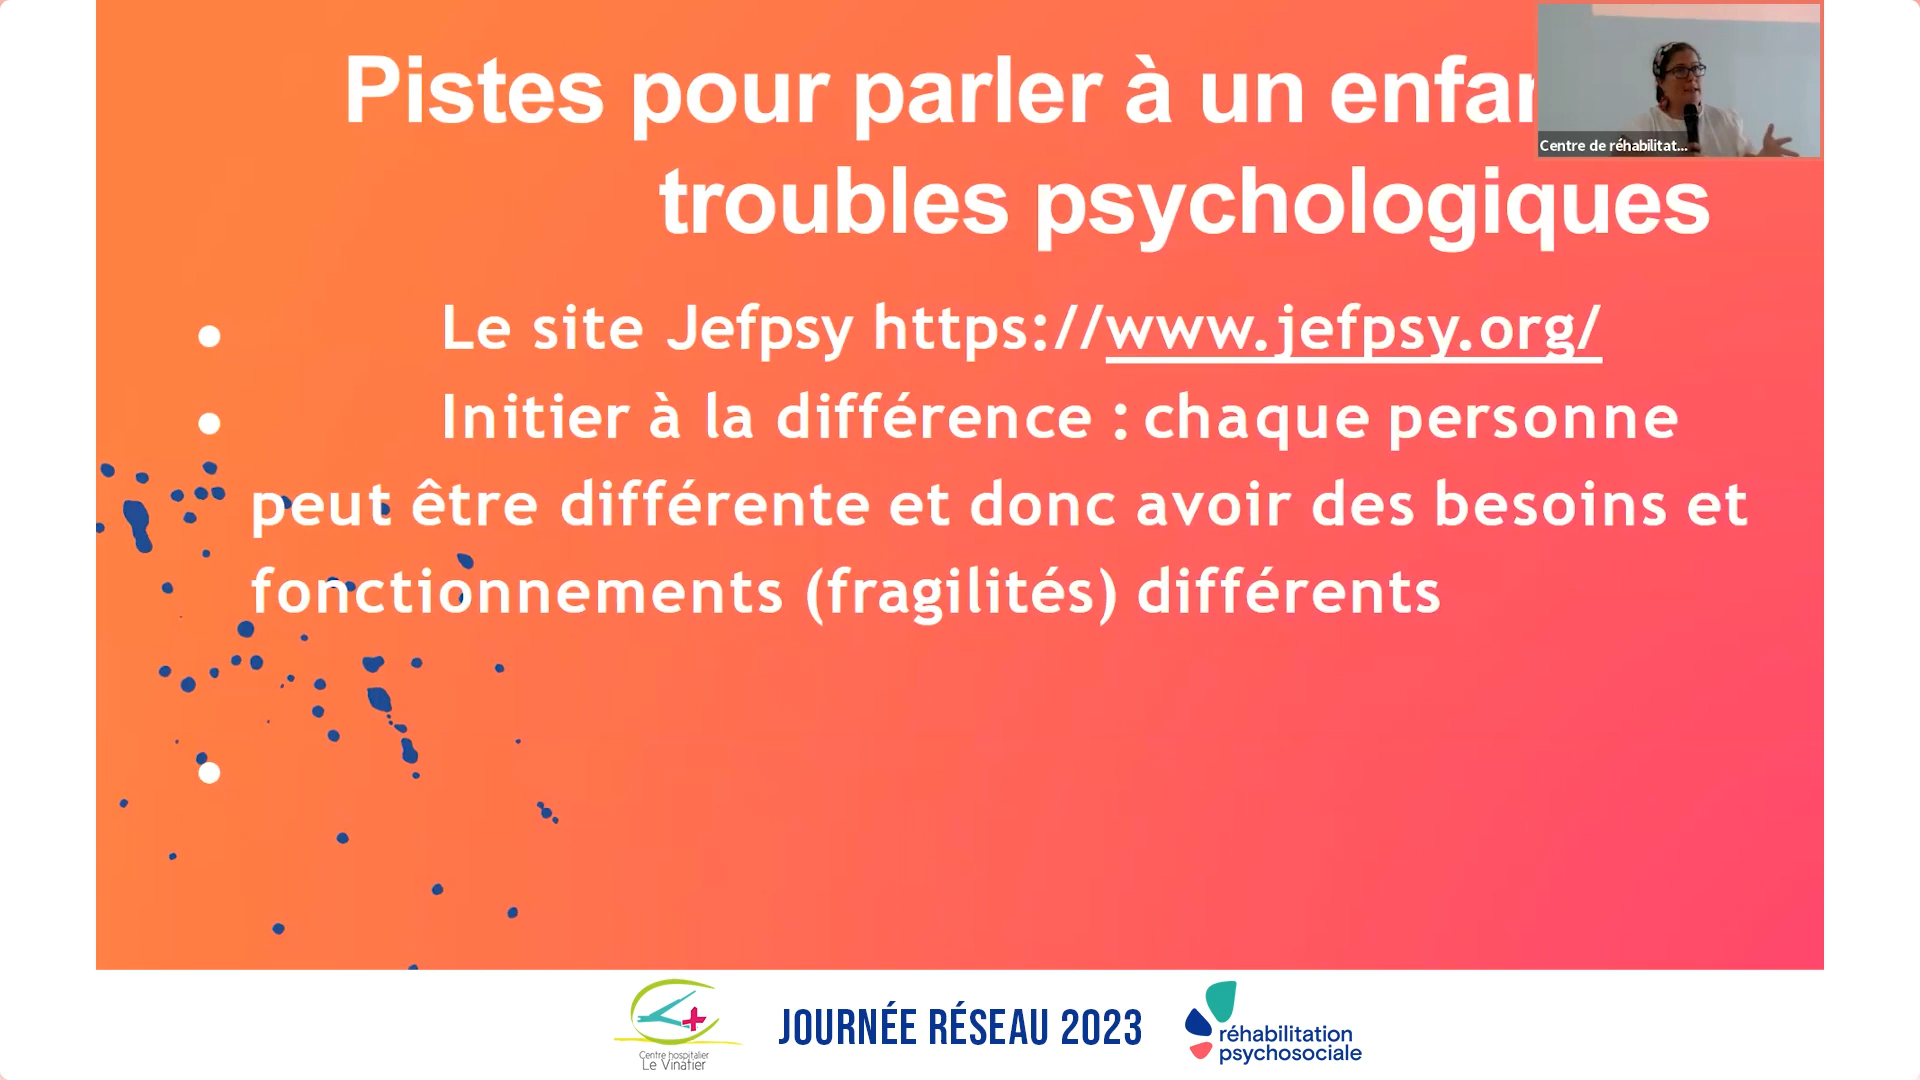 Pistes pour parler à un enfan
troubles psychologiques
Centre de réhabilitat...
• Le site Jefpsy https://www.jefpsy.org/
• Initier à la différence : chaque personne
peut être différente et donc avoir des besoins et
fonctionnements (fragilités) différents
•
Centre hospitalier
Le Vinatier
JOURNÉE RÉSEAU 2023
réhabilitation
psychosociale